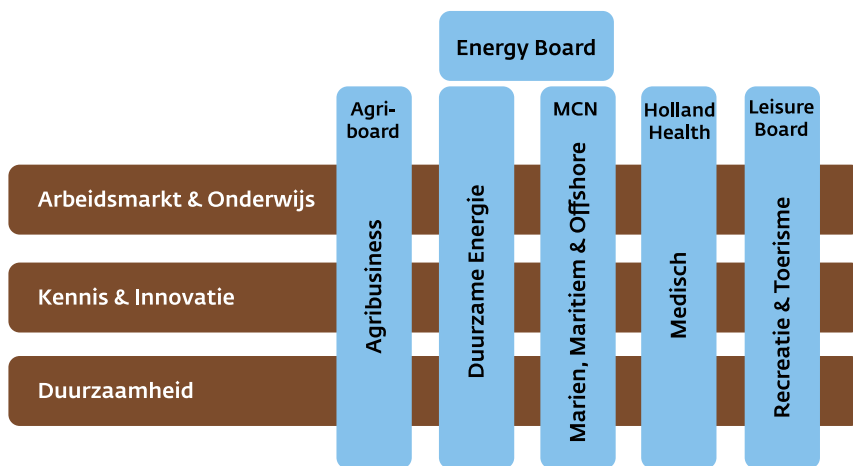 Energy Board
Agri-
board
MCN
Holland
Health
Leisure
Board
Arbeidsmarkt & Onderwijs
Kennis & Innovatie
Duurzaamheid
Agribusiness
Duurzame Energie
Marien, Maritiem & Offshore
Medisch
Recreatie & Toerisme